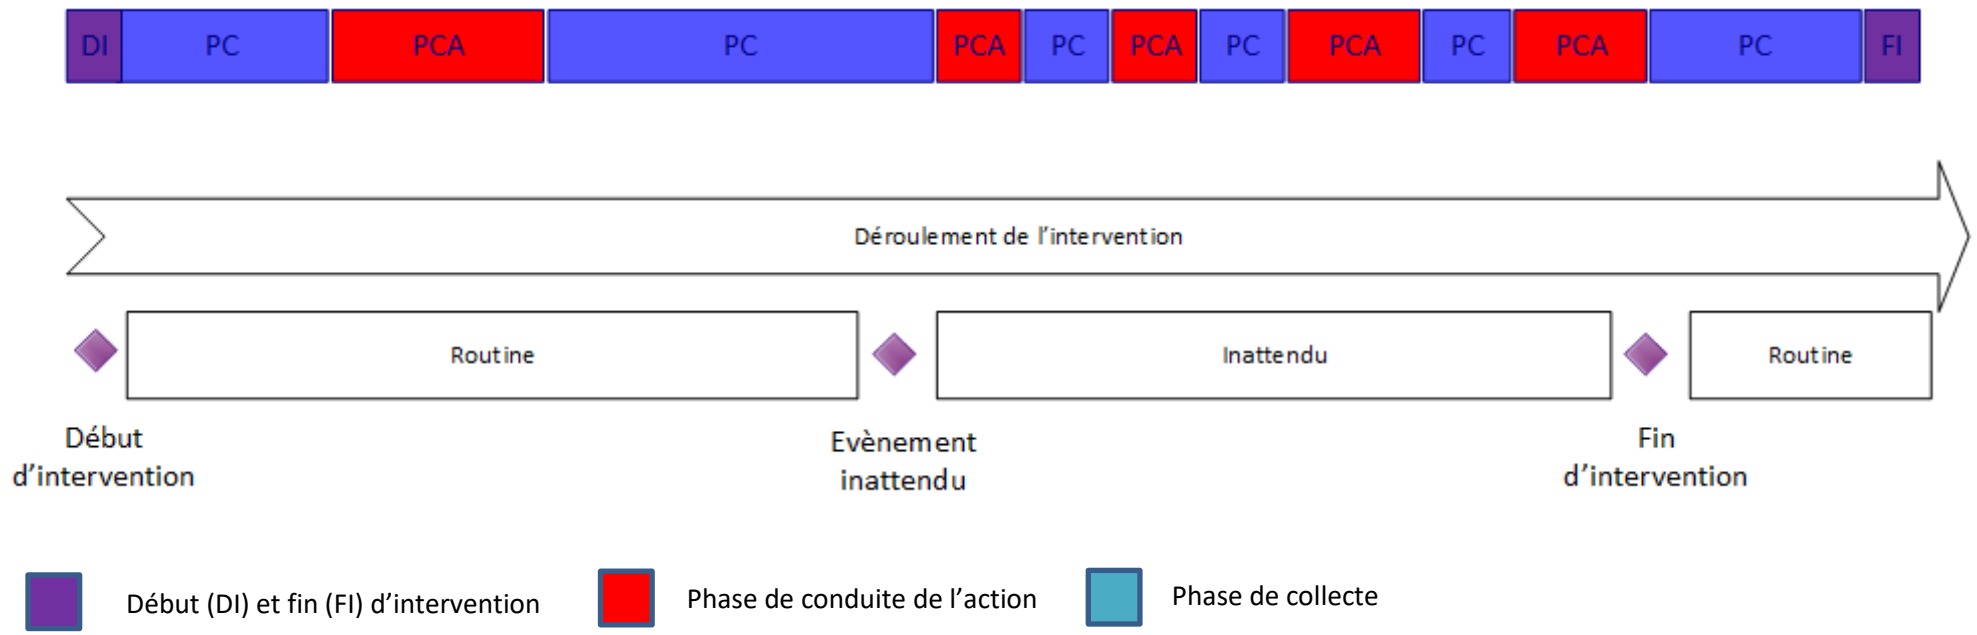 DI PC PCA PC PCA PC PCA PC PCA PC PCA PC FI
Déroulement de l’intervention
Routine Inattendu Routine
Début
d’intervention
Evènement
inattendu
Fin
d’intervention
Début (DI) et fin (FI) d’intervention
Phase de conduite de l’action
Phase de collecte